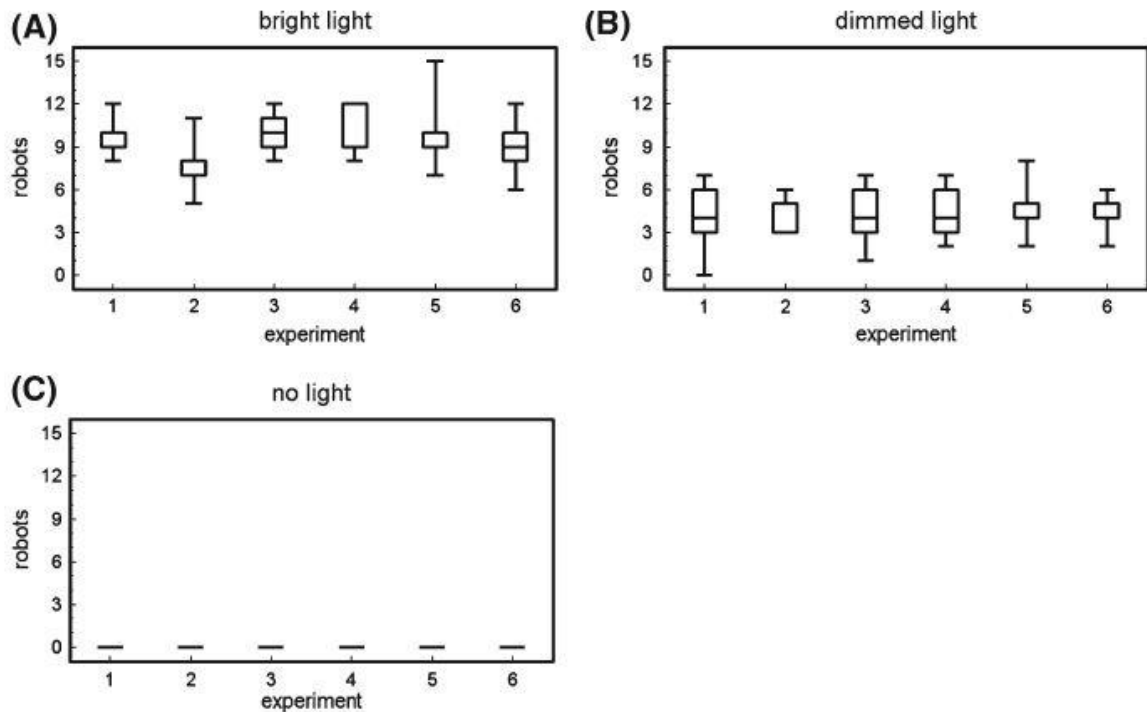 (A)
bright light
robots
15
12
9
6
3
0
1 2 3 4 5 6
experiment
(B)
dimmed light
robots
15
12
9
6
3
0
1 2 3 4 5 6
experiment
(C)
no light
robots
15
12
9
6
3
0
1 2 3 4 5 6
experiment